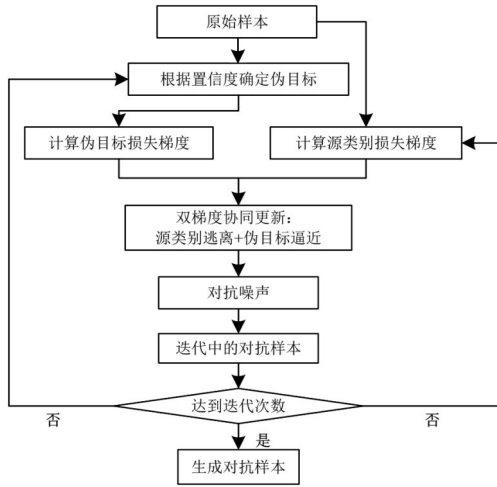 原始样本
根据置信度确定伪目标
计算伪目标损失梯度
计算源类别损失梯度
双梯度协同更新：
源类别逃离+伪目标逼近
对抗噪声
迭代中的对抗样本
达到迭代次数
否
否
是
生成对抗样本